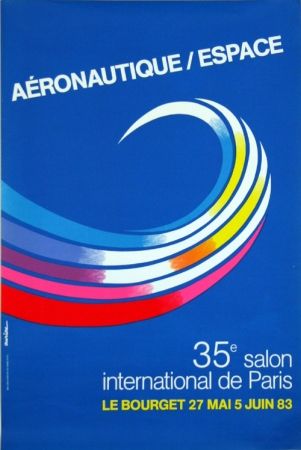 AÉRONAUTIQUE / ESPACE
35e salon
international de Paris
LE BOURGET 27 MAI 5 JUIN 83